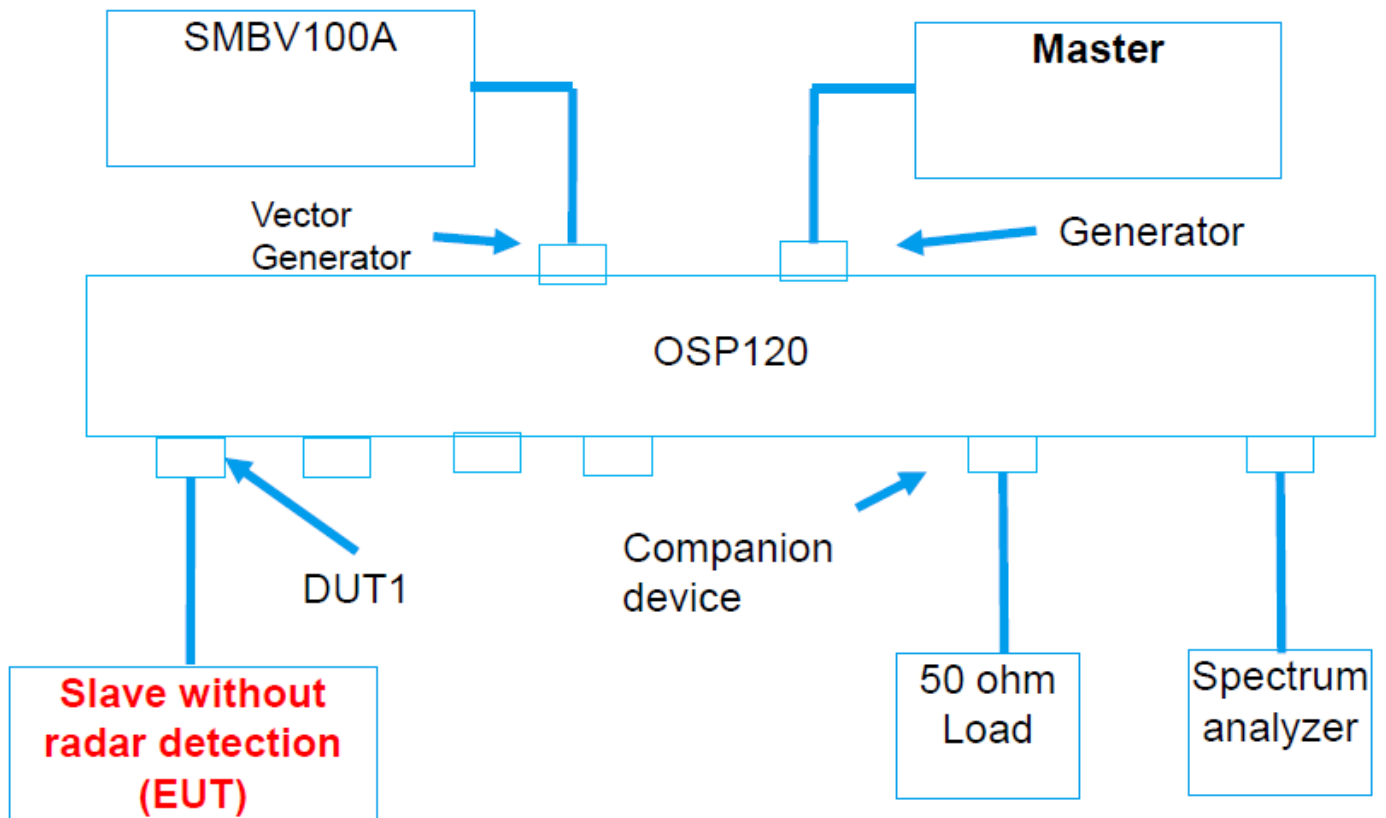 SMBV100A
Master
Vector
Generator
Generator
OSP120
DUT1
Companion
device
Slave without
radar detection
(EUT)
50 ohm
Load
Spectrum
analyzer